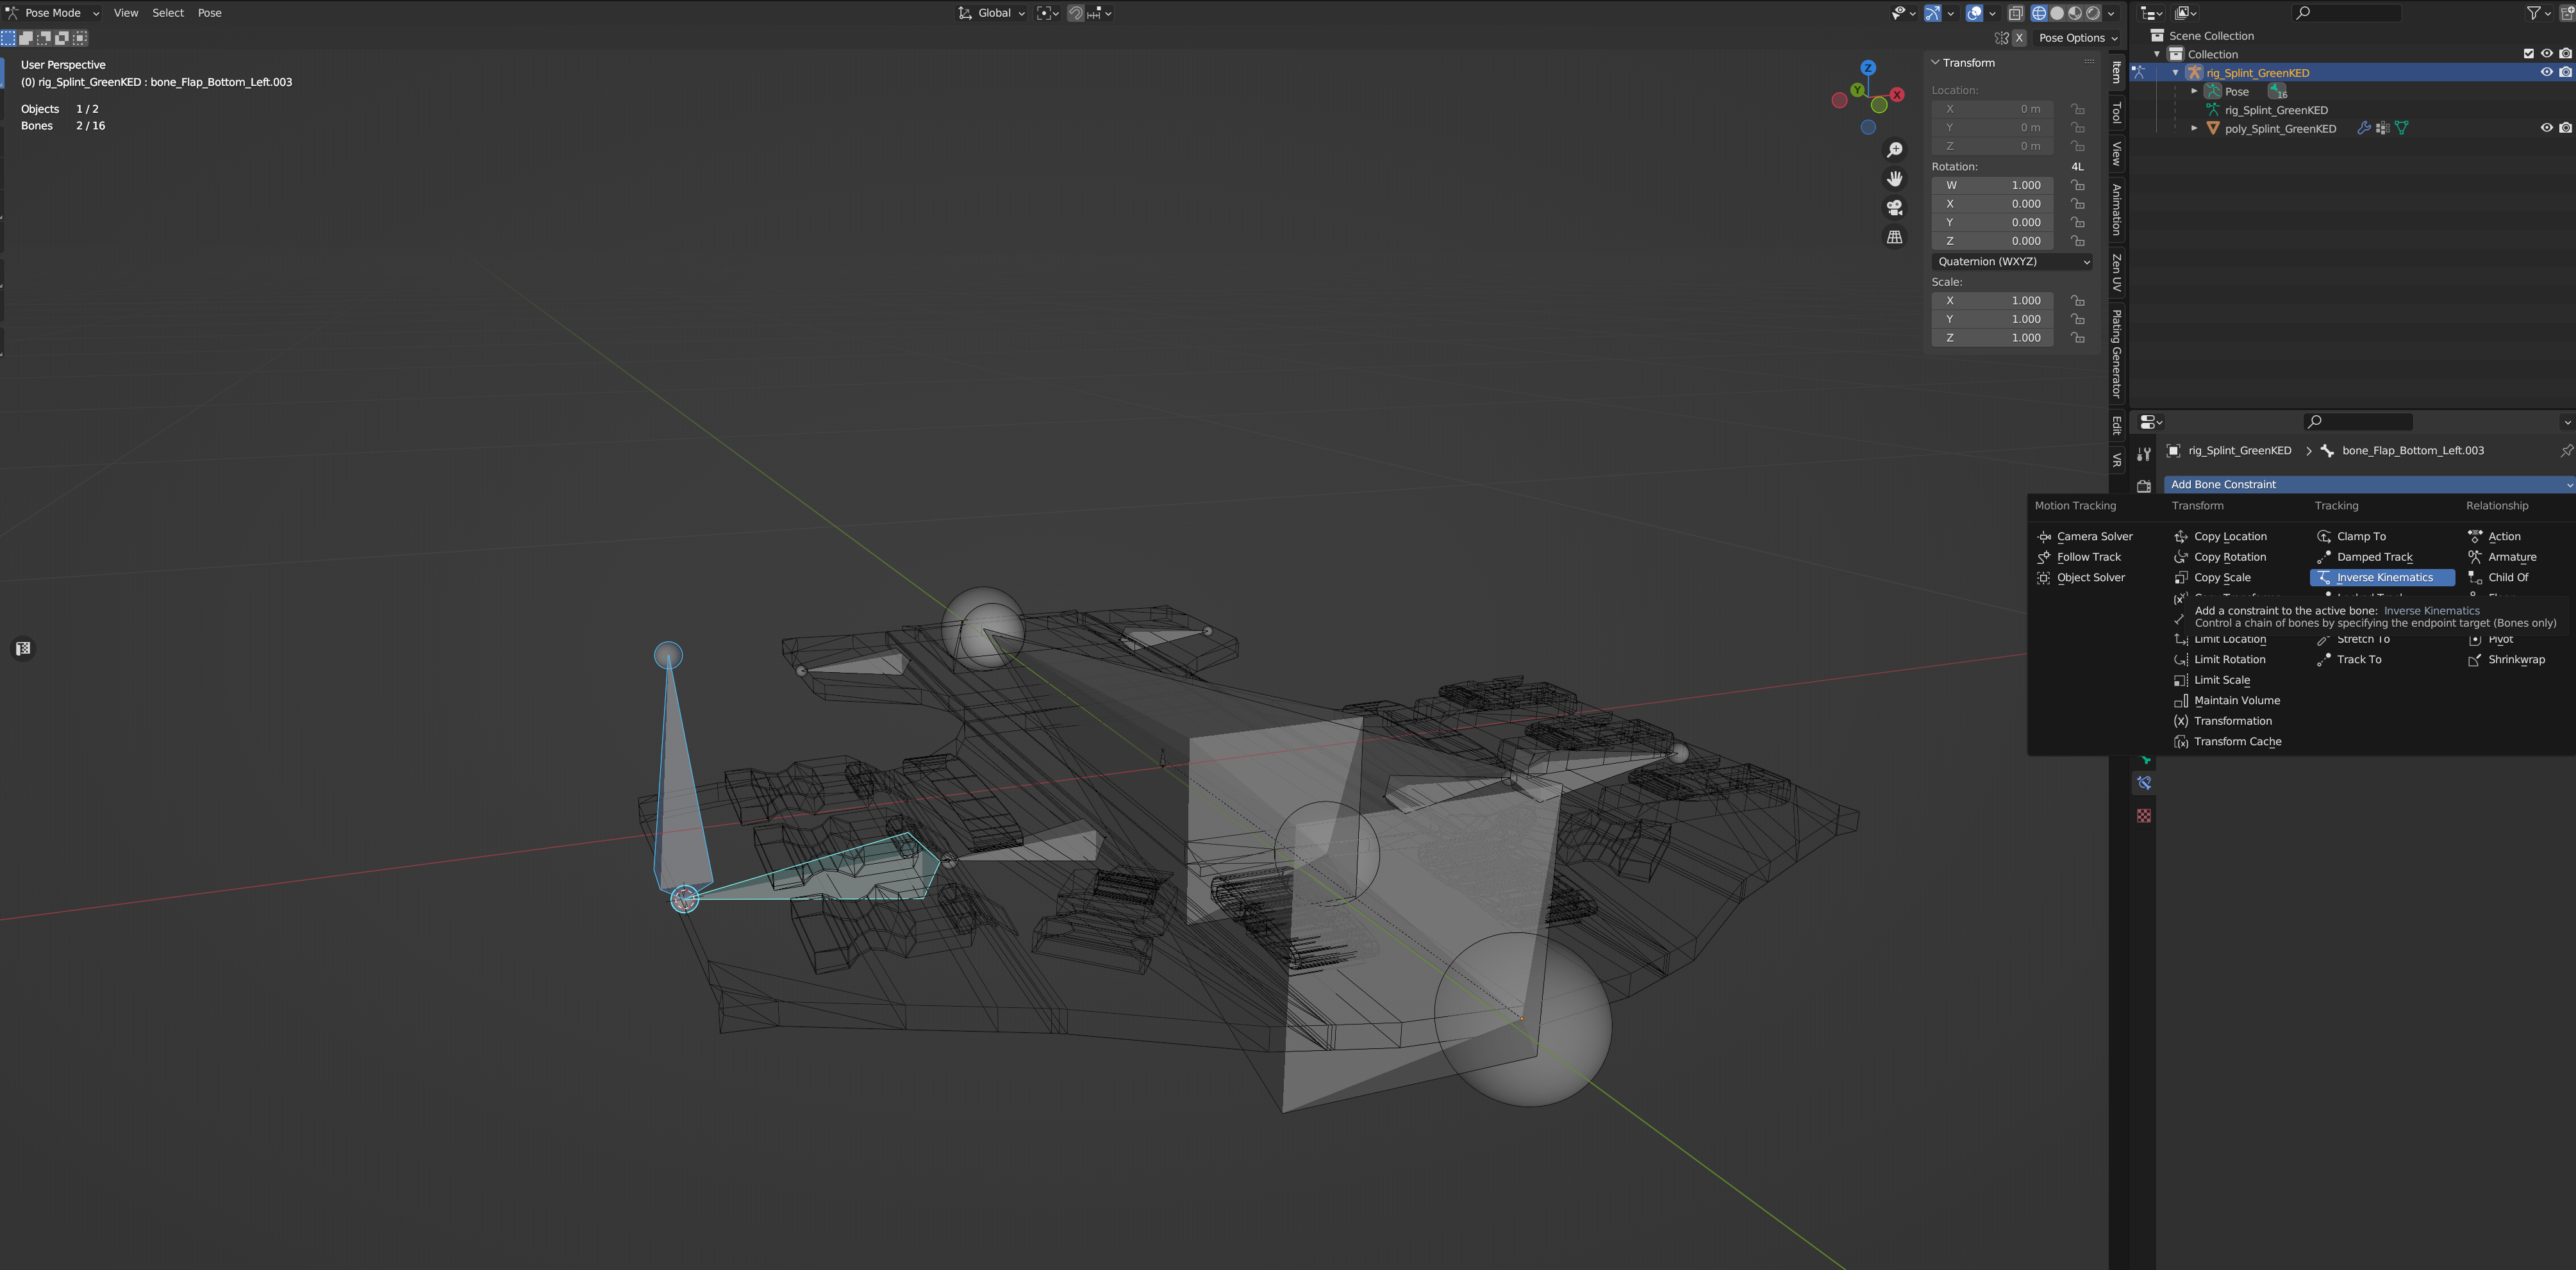 Pose Mode View Select Pose Global
X Pose Options
User Perspective
(0) rig_Splint_GreenKED : bone_Flap_Bottom_Left.003
Objects 1 / 2
Bones 2 / 16
Z
Y
X
Transform
Location:
X 0 m
Y 0 m
Z 0 m
Rotation: 4L
W 1.000
X 0.000
Y 0.000
Z 0.000
Quaternion (WXYZ)
Scale:
X 1.000
Y 1.000
Z 1.000
Item
Tool
View
Animation
Zen UV
Plating Generator
Edit
VR
Scene Collection
Collection
rig_Splint_GreenKED
Pose 16
rig_Splint_GreenKED
poly_Splint_GreenKED
rig_Splint_GreenKED > bone_Flap_Bottom_Left.003
Add Bone Constraint
Motion Tracking
Camera Solver
Follow Track
Object Solver
Transform
Copy Location
Copy Rotation
Copy Scale
Limit Location
Limit Rotation
Limit Scale
Maintain Volume
Transformation
Transform Cache
Tracking
Clamp To
Damped Track
Inverse Kinematics
Stretch To
Track To
Relationship
Action
Armature
Child Of
Pivot
Shrinkwrap
Add a constraint to the active bone: Inverse Kinematics
Control a chain of bones by specifying the endpoint target (Bones only)